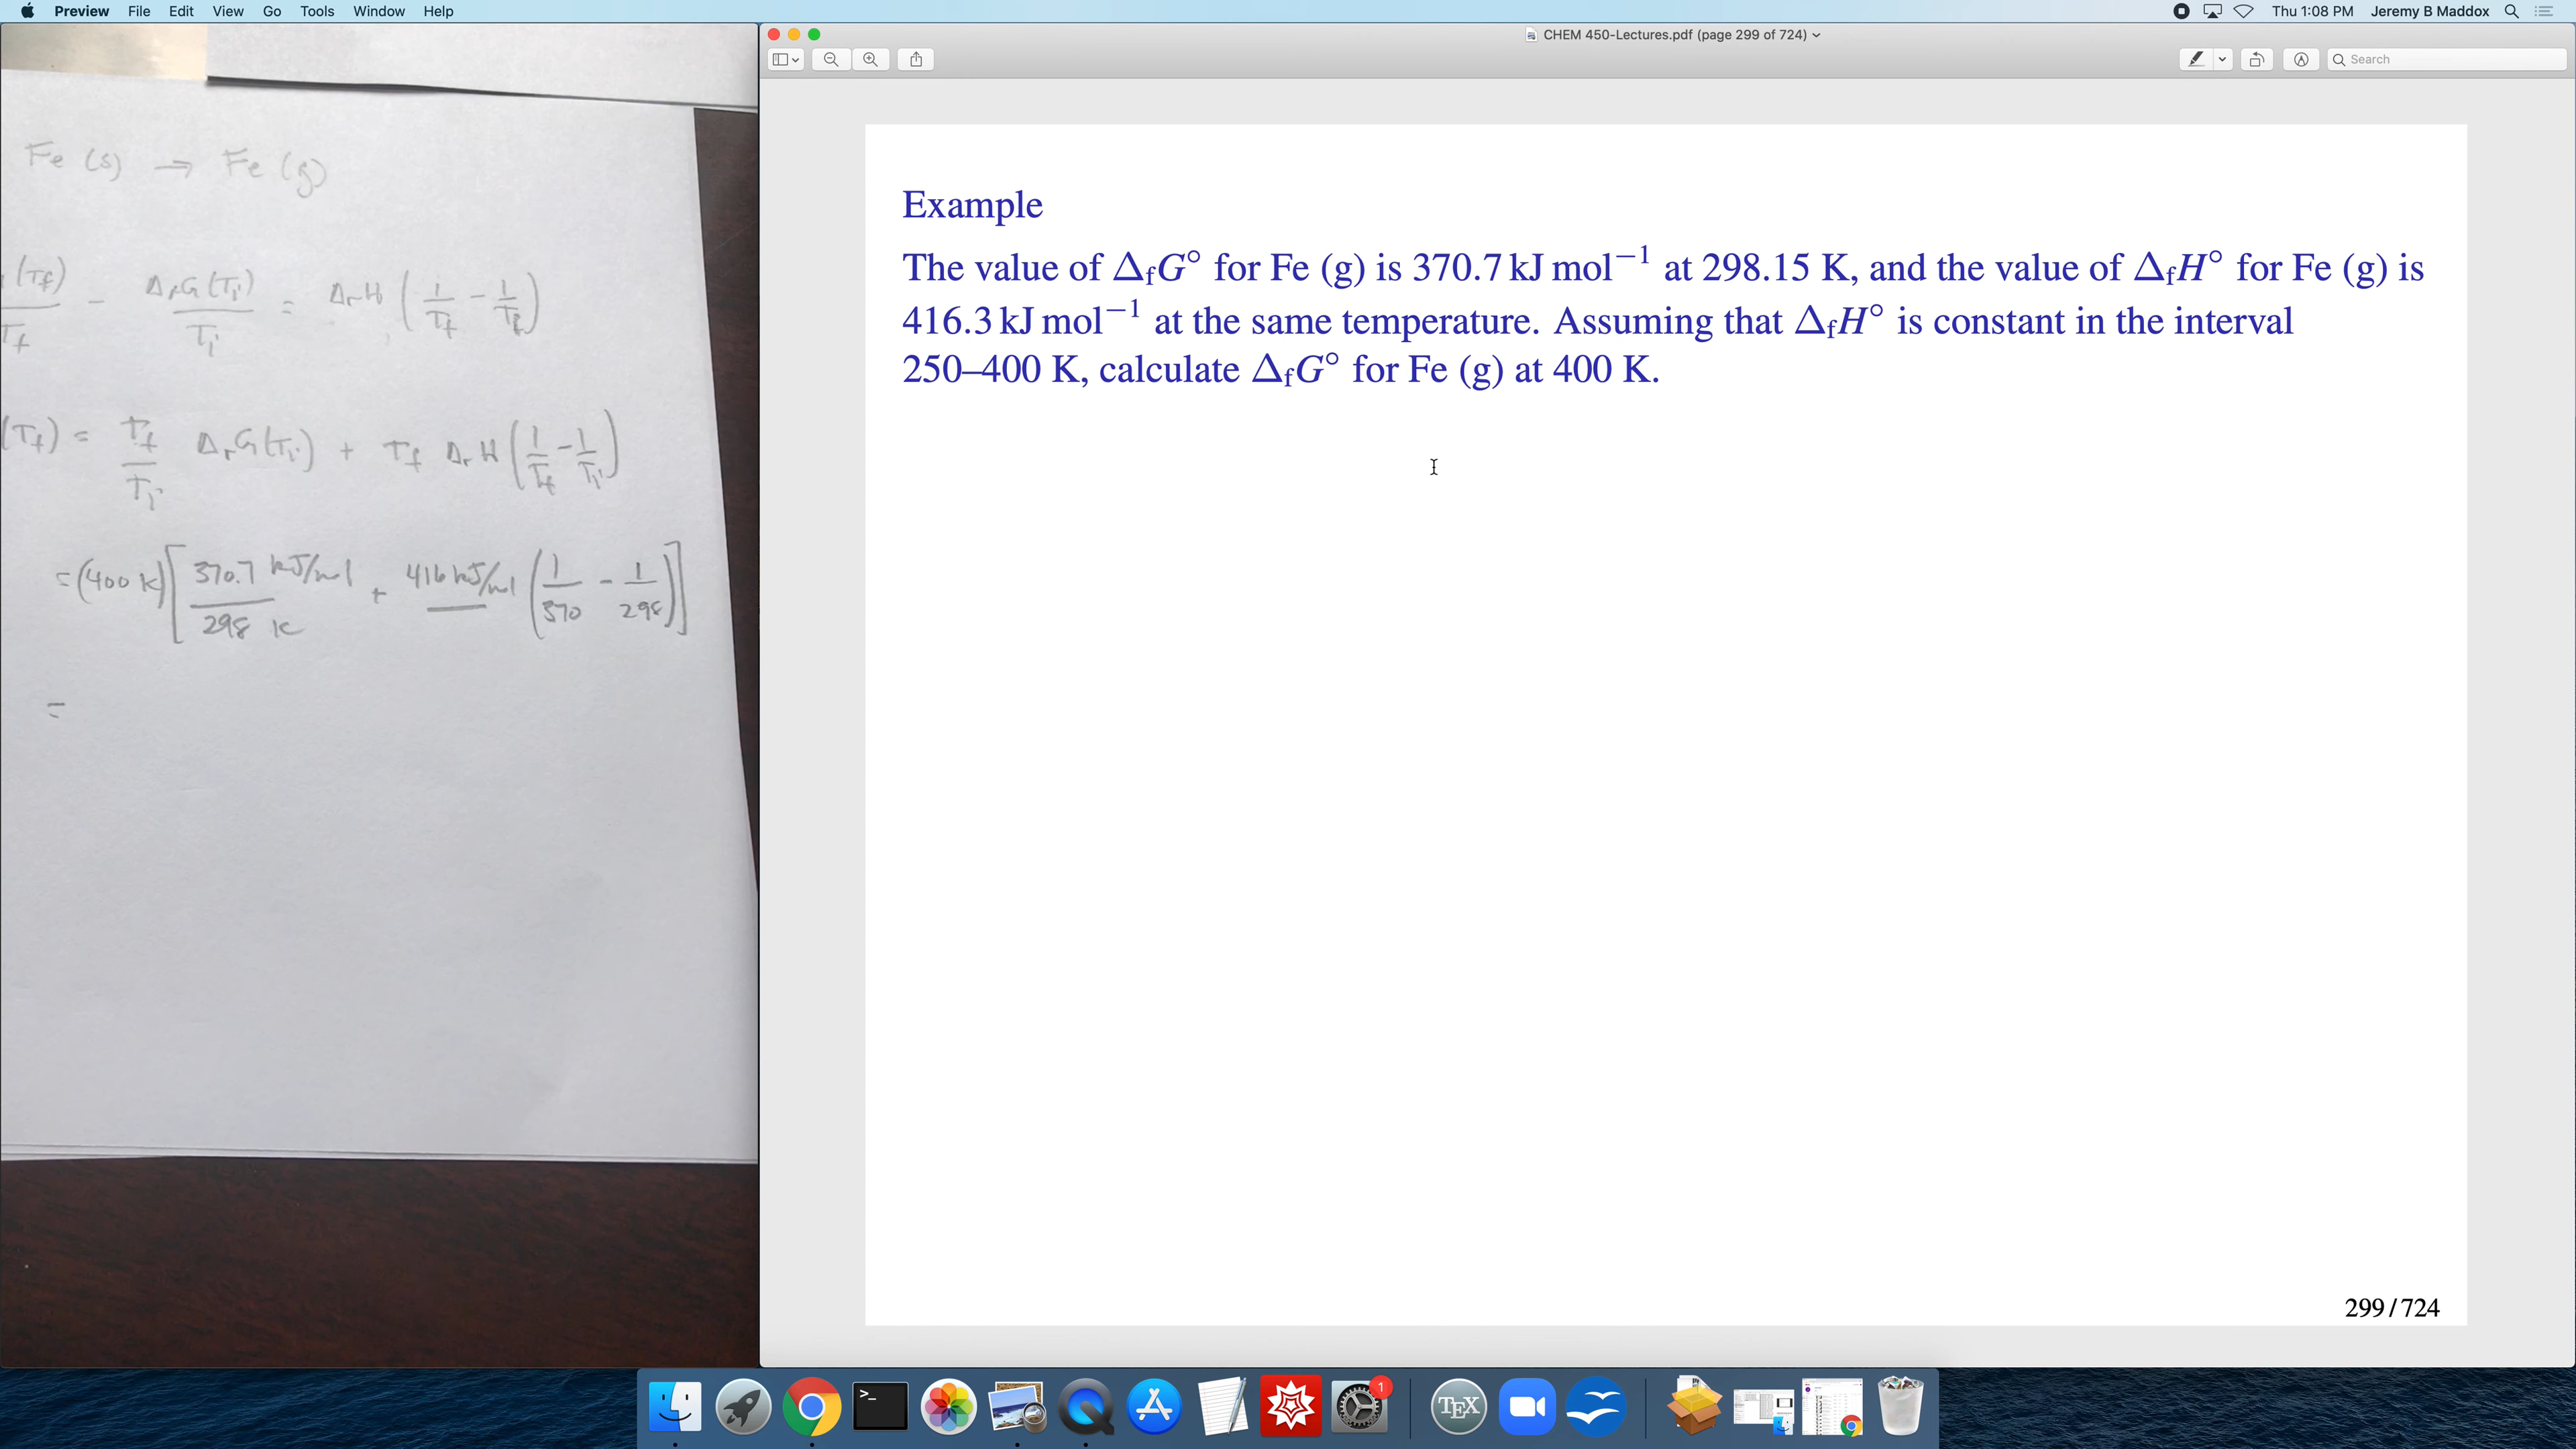 Preview File Edit View Go Tools Window Help
Thu 1:08 PM Jeremy B Maddox
CHEM 450-Lectures.pdf (page 299 of 724)
Search
Fe (s) → Fe (g)
(Tf)/Tf - ΔrG(Ti)/Ti = ΔrH (1/Tf - 1/Ti)
(Tf) = Tf/Ti ΔrG(Ti) + Tf ΔrH (1/Tf - 1/Ti)
= (400 K) [370.7 kJ/mol / 298 K + 416 kJ/mol (1/370 - 1/298)]
=
Example
The value of ΔfG° for Fe (g) is 370.7 kJ mol−1 at 298.15 K, and the value of ΔfH° for Fe (g) is
416.3 kJ mol−1 at the same temperature. Assuming that ΔfH° is constant in the interval
250–400 K, calculate ΔfG° for Fe (g) at 400 K.
299/724
>_
1
TEX